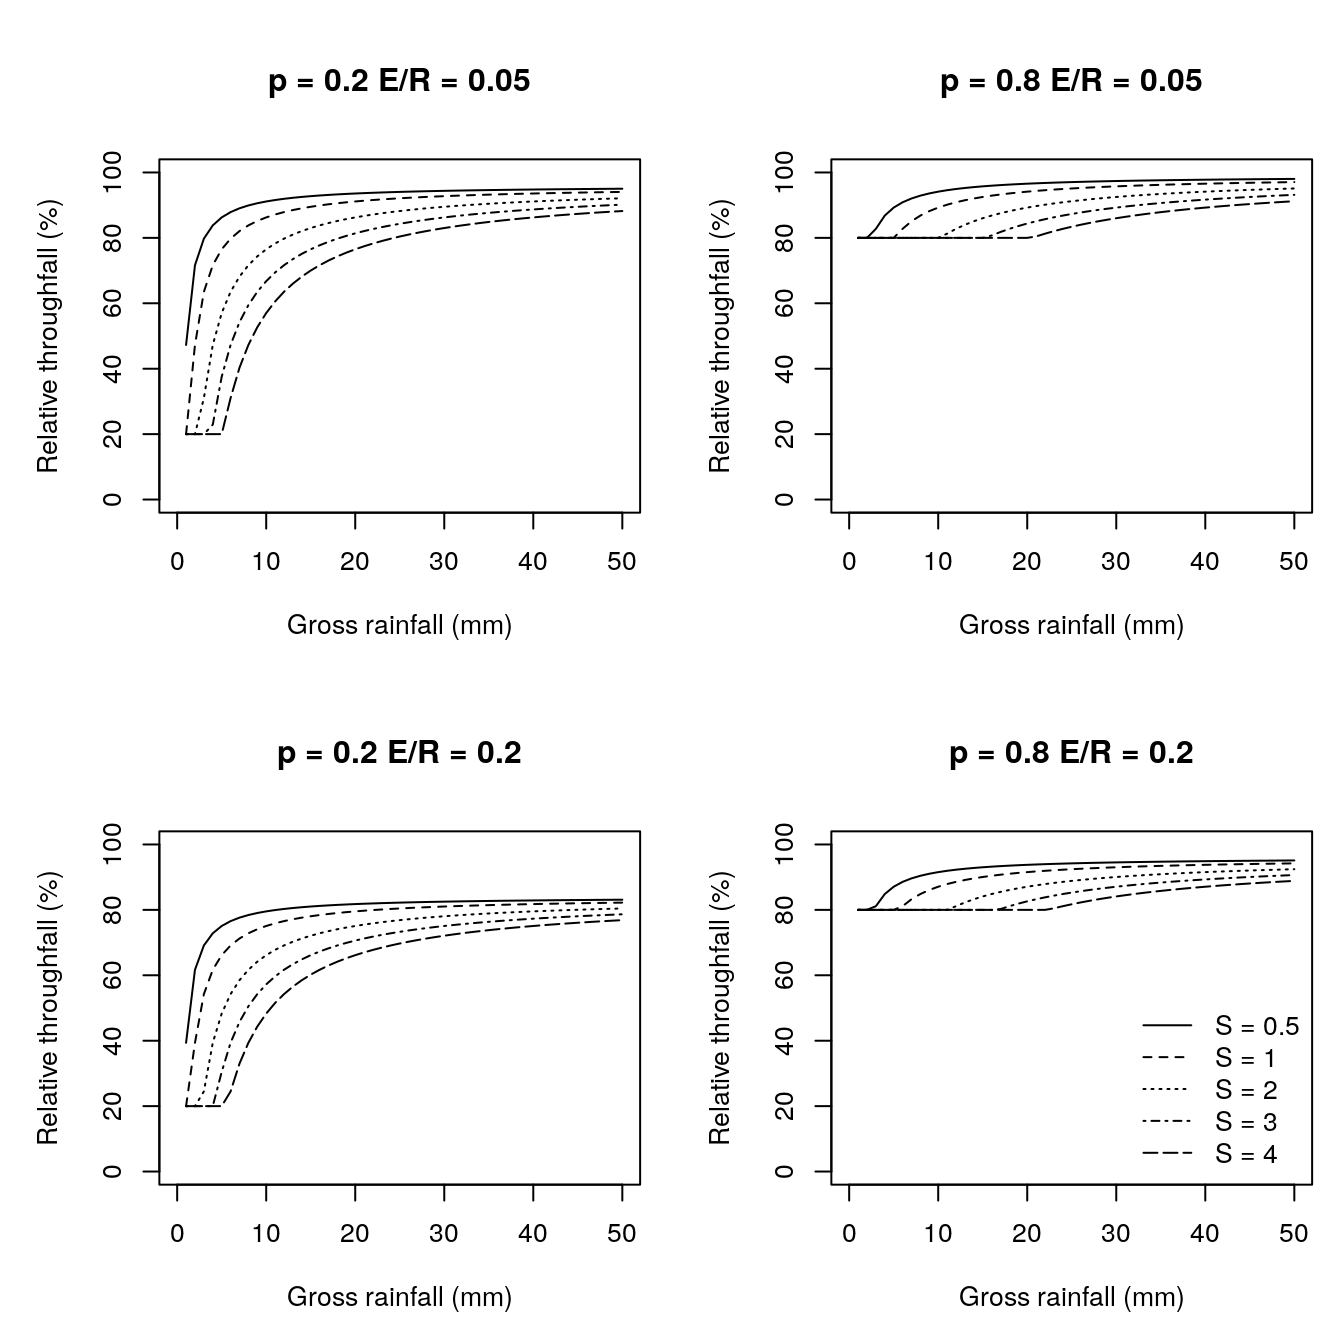 p = 0.2 E/R = 0.05
Relative throughfall (%)
100
80
60
40
20
0
0 10 20 30 40 50
Gross rainfall (mm)
p = 0.8 E/R = 0.05
Relative throughfall (%)
100
80
60
40
20
0
0 10 20 30 40 50
Gross rainfall (mm)
p = 0.2 E/R = 0.2
Relative throughfall (%)
100
80
60
40
20
0
0 10 20 30 40 50
Gross rainfall (mm)
p = 0.8 E/R = 0.2
Relative throughfall (%)
100
80
60
40
20
0
S = 0.5
S = 1
S = 2
S = 3
S = 4
0 10 20 30 40 50
Gross rainfall (mm)